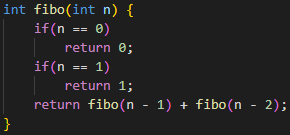 int fibo(int n) {
    if(n == 0)
        return 0;
    if(n == 1)
        return 1;
    return fibo(n - 1) + fibo(n - 2);
}